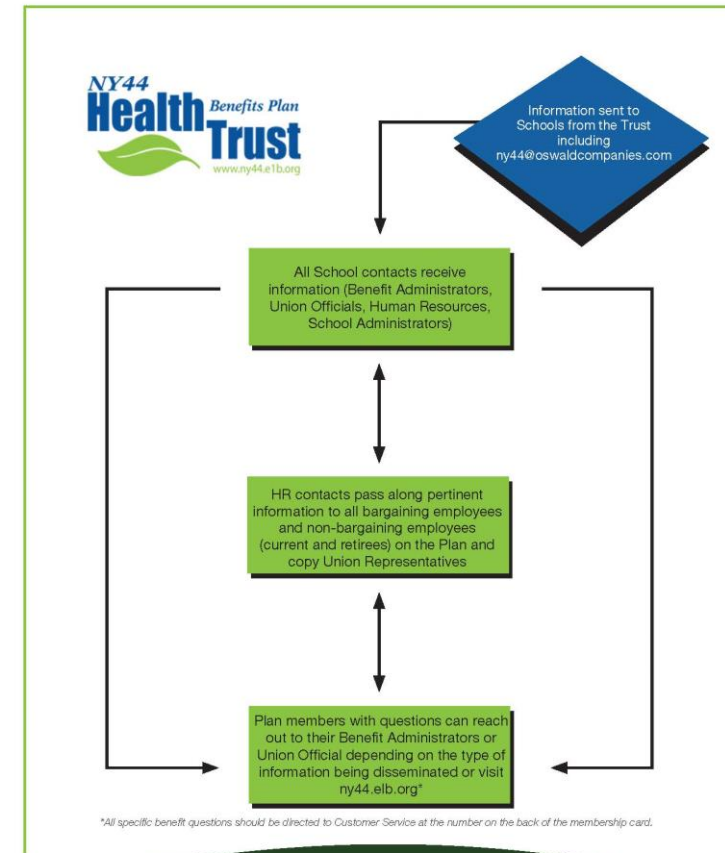 NY44
Health Benefits Plan
Trust
www.ny44.e1b.org
Information sent to
Schools from the Trust
including
ny44@oswaldcompanies.com
All School contacts receive
information (Benefit Administrators,
Union Officials, Human Resources,
School Administrators)
HR contacts pass along pertinent
information to all bargaining employees
and non-bargaining employees
(current and retirees) on the Plan and
copy Union Representatives
Plan members with questions can reach
out to their Benefit Administrators or
Union Official depending on the type of
information being disseminated or visit
ny44.elb.org*
*All specific benefit questions should be directed to Customer Service at the number on the back of the membership card.